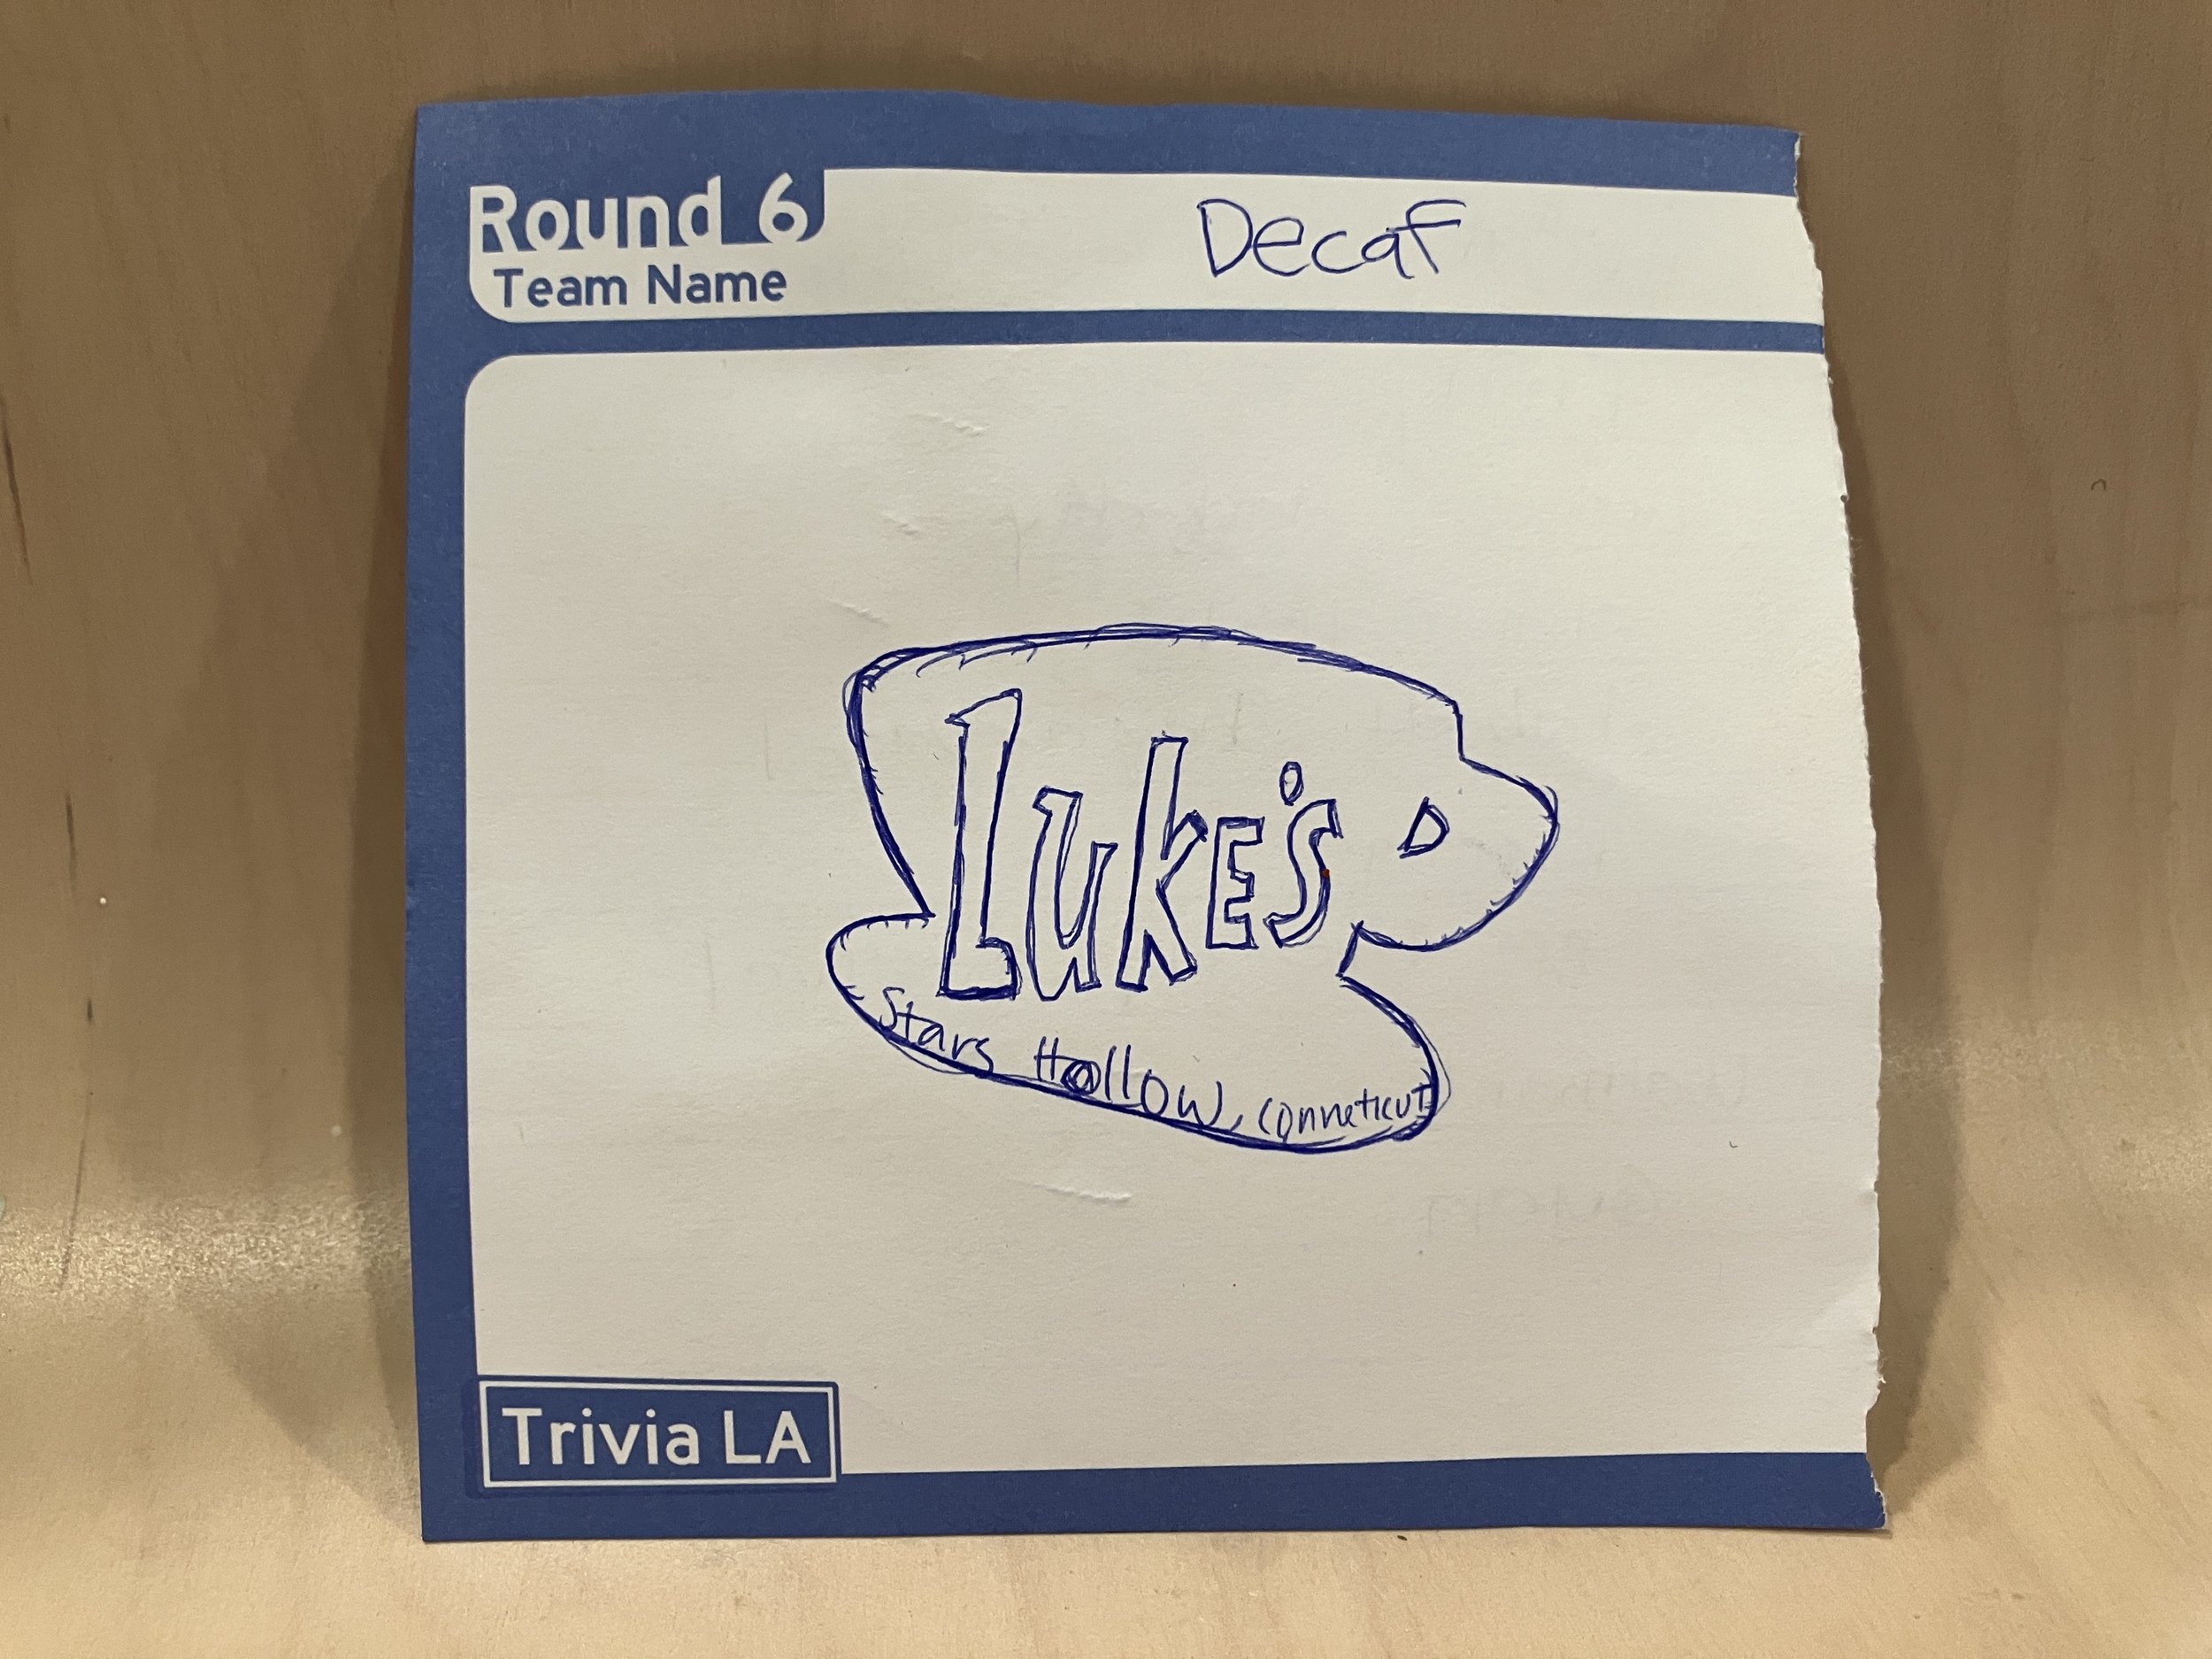 Round 6
Team Name
Decaf
Luke's
Stars Hollow, Conneticut
Trivia LA